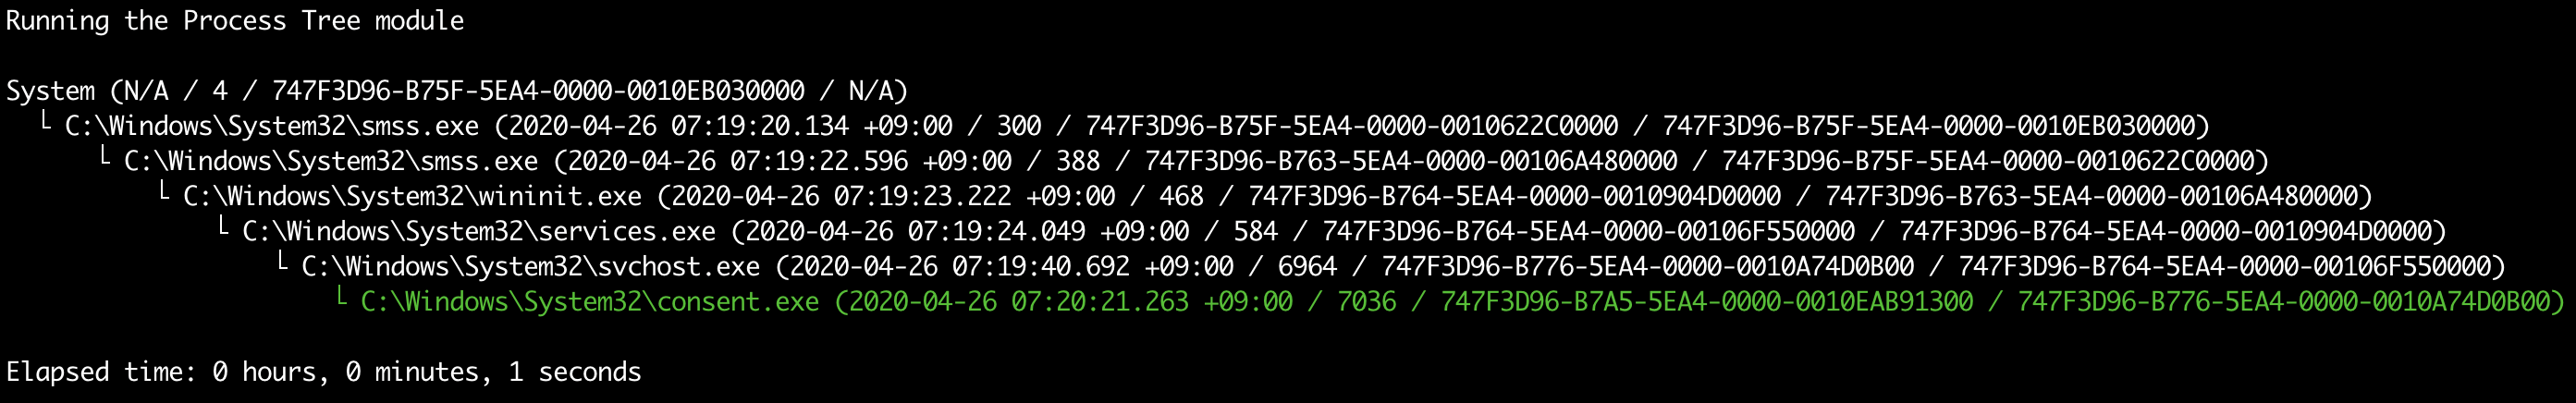 Running the Process Tree module
System (N/A / 4 / 747F3D96-B75F-5EA4-0000-0010EB030000 / N/A)
└ C:\Windows\System32\smss.exe (2020-04-26 07:19:20.134 +09:00 / 300 / 747F3D96-B75F-5EA4-0000-0010622C0000 / 747F3D96-B75F-5EA4-0000-0010EB030000)
└ C:\Windows\System32\smss.exe (2020-04-26 07:19:22.596 +09:00 / 388 / 747F3D96-B763-5EA4-0000-00106A480000 / 747F3D96-B75F-5EA4-0000-0010622C0000)
└ C:\Windows\System32\wininit.exe (2020-04-26 07:19:23.222 +09:00 / 468 / 747F3D96-B764-5EA4-0000-0010904D0000 / 747F3D96-B763-5EA4-0000-00106A480000)
└ C:\Windows\System32\services.exe (2020-04-26 07:19:24.049 +09:00 / 584 / 747F3D96-B764-5EA4-0000-00106F550000 / 747F3D96-B764-5EA4-0000-0010904D0000)
└ C:\Windows\System32\svchost.exe (2020-04-26 07:19:40.692 +09:00 / 6964 / 747F3D96-B776-5EA4-0000-0010A74D0B00 / 747F3D96-B764-5EA4-0000-00106F550000)
└ C:\Windows\System32\consent.exe (2020-04-26 07:20:21.263 +09:00 / 7036 / 747F3D96-B7A5-5EA4-0000-0010EAB91300 / 747F3D96-B776-5EA4-0000-0010A74D0B00)
Elapsed time: 0 hours, 0 minutes, 1 seconds